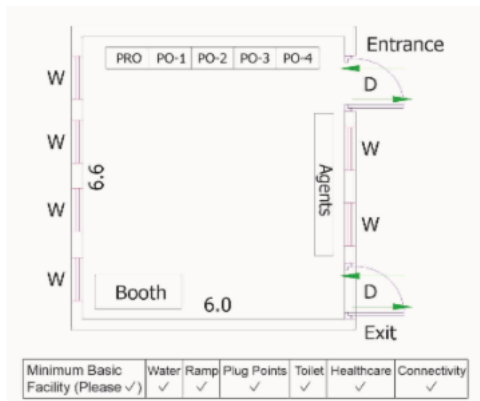 Entrance
PRO PO-1 PO-2 PO-3 PO-4
W D
W W
6.6 Agents
W W
W D
Booth 6.0
Exit
Minimum Basic Facility (Please ✓) Water Ramp Plug Points Toilet Healthcare Connectivity
✓ ✓ ✓ ✓ ✓ ✓